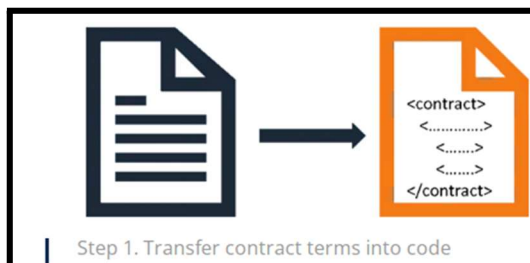 <contract>
<............>
<.......>
<.......>
</contract>
Step 1. Transfer contract terms into code